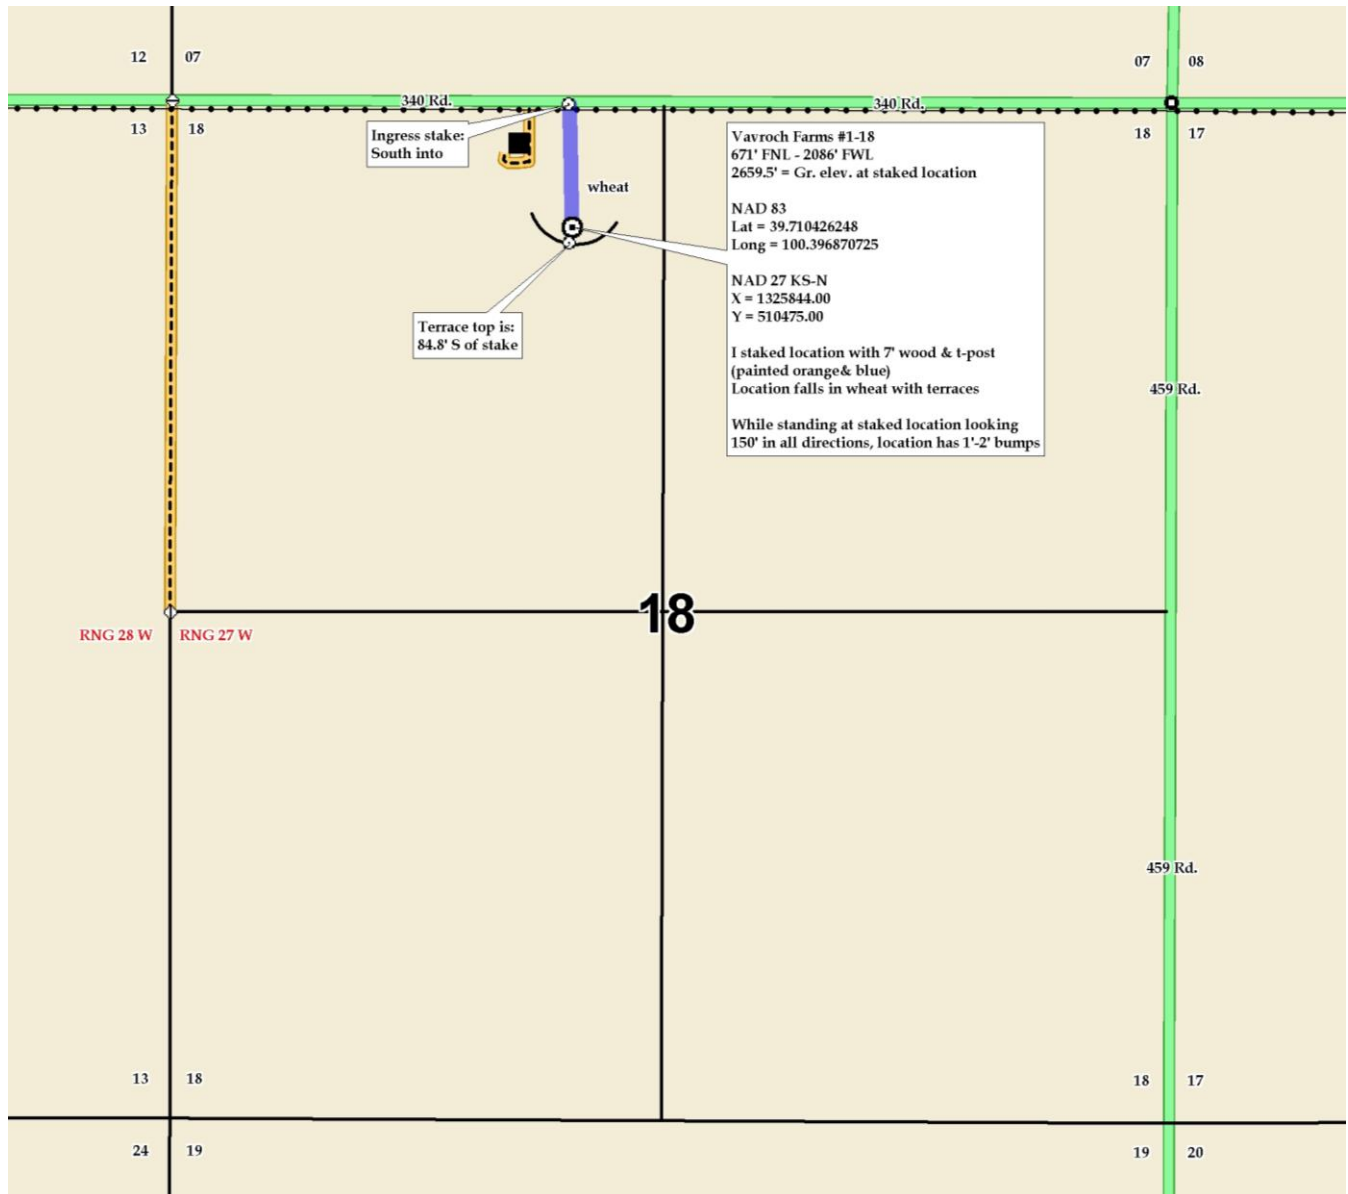 12 07
07 08
340 Rd.
340 Rd.
13 18
18 17
Ingress stake:
South into
wheat
Vavroch Farms #1-18
671' FNL - 2086' FWL
2659.5' = Gr. elev. at staked location
NAD 83
Lat = 39.710426248
Long = 100.396870725
NAD 27 KS-N
X = 1325844.00
Y = 510475.00
I staked location with 7' wood & t-post
(painted orange& blue)
Location falls in wheat with terraces
While standing at staked location looking
150' in all directions, location has 1'-2' bumps
Terrace top is:
84.8' S of stake
459 Rd.
18
RNG 28 W RNG 27 W
459 Rd.
13 18
18 17
24 19
19 20